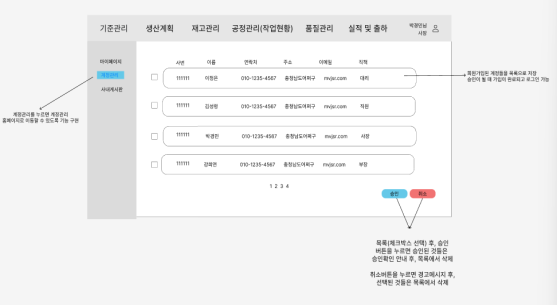 기준관리 생산계획 재고관리 공정관리(작업현황) 품질관리 실적 및 출하
박경민님
사원
마이페이지
계정관리
사내게시판
사번 이름 연락처 주소 이메일 직책
111111 이정은 010-1235-4567 충청남도어쩌구 mvjsr.com 대리
111111 김성령 010-1235-4567 충청남도어쩌구 mvjsr.com 직원
111111 박경민 010-1235-4567 충청남도어쩌구 mvjsr.com 사장
111111 강희연 010-1235-4567 충청남도어쩌구 mvjsr.com 부장
1 2 3 4
승인 취소
회원가입된 계정들을 목록으로 저장
승인이 될 때 가입이 완료되고 로그인 가능
계정관리를 누르면 계정관리
홈페이지로 이동할 수 있도록 기능 구현
목록(체크박스 선택) 후, 승인
버튼을 누르면 승인된 것들은
승인확인 안내 후, 목록에서 삭제
취소버튼을 누르면 경고메시지 후,
선택된 것들은 목록에서 삭제